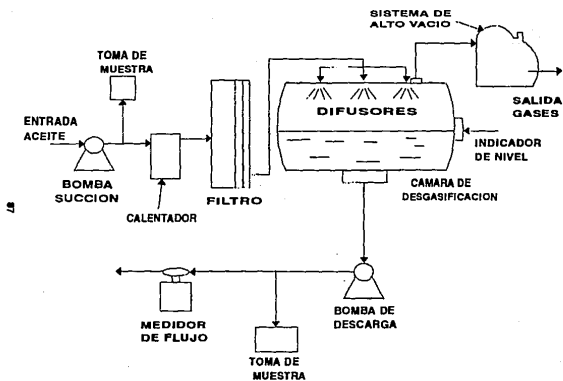 SISTEMA DE
ALTO VACIO
TOMA DE
MUESTRA
ENTRADA
ACEITE
BOMBA
SUCCION
CALENTADOR
FILTRO
DIFUSORES
SALIDA
GASES
INDICADOR
DE NIVEL
CAMARA DE
DESGASIFICACION
87
BOMBA DE
DESCARGA
MEDIDOR
DE FLUJO
TOMA DE
MUESTRA